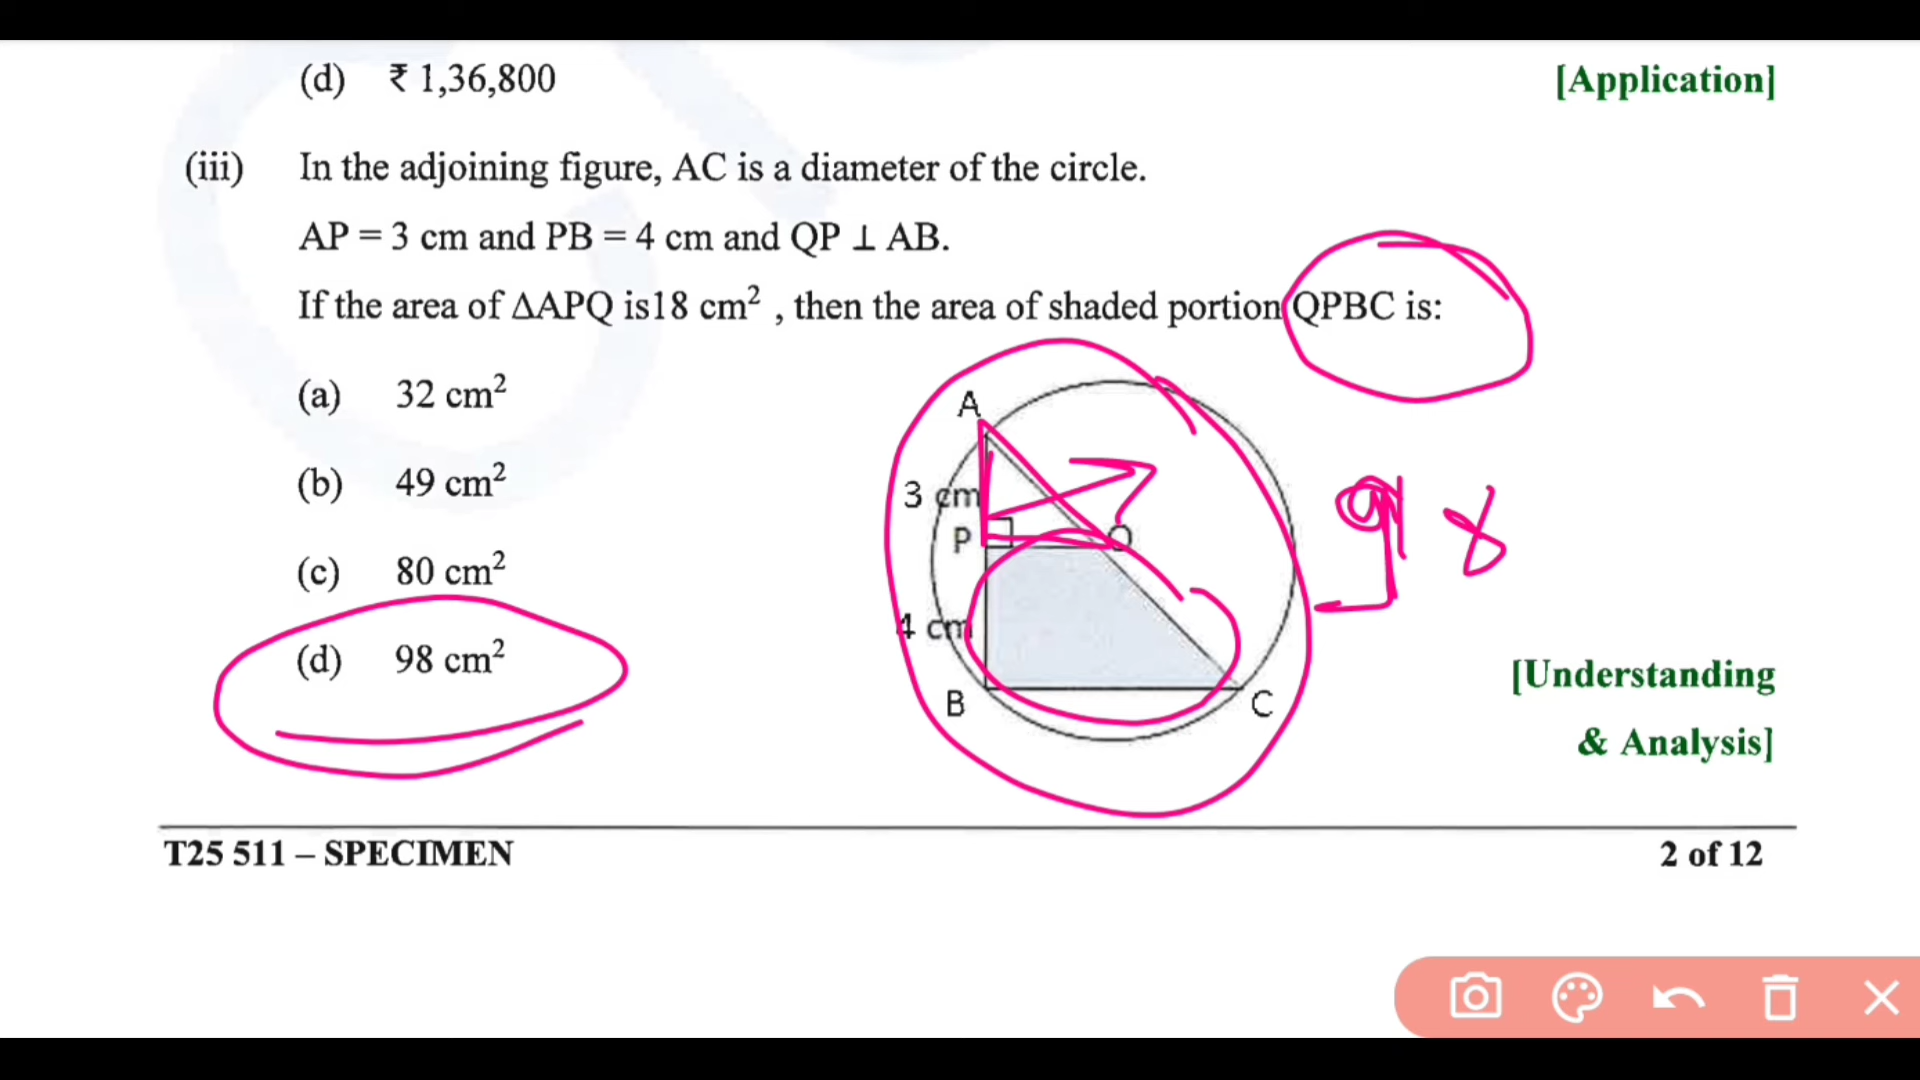 (d) ₹ 1,36,800
[Application]
(iii) In the adjoining figure, AC is a diameter of the circle.
AP = 3 cm and PB = 4 cm and QP ⊥ AB.
If the area of ΔAPQ is18 cm² , then the area of shaded portion QPBC is:
(a) 32 cm²
(b) 49 cm²
(c) 80 cm²
(d) 98 cm²
A
3 cm
P
Q
4 cm
B
C
98
[Understanding
& Analysis]
T25 511 – SPECIMEN
2 of 12